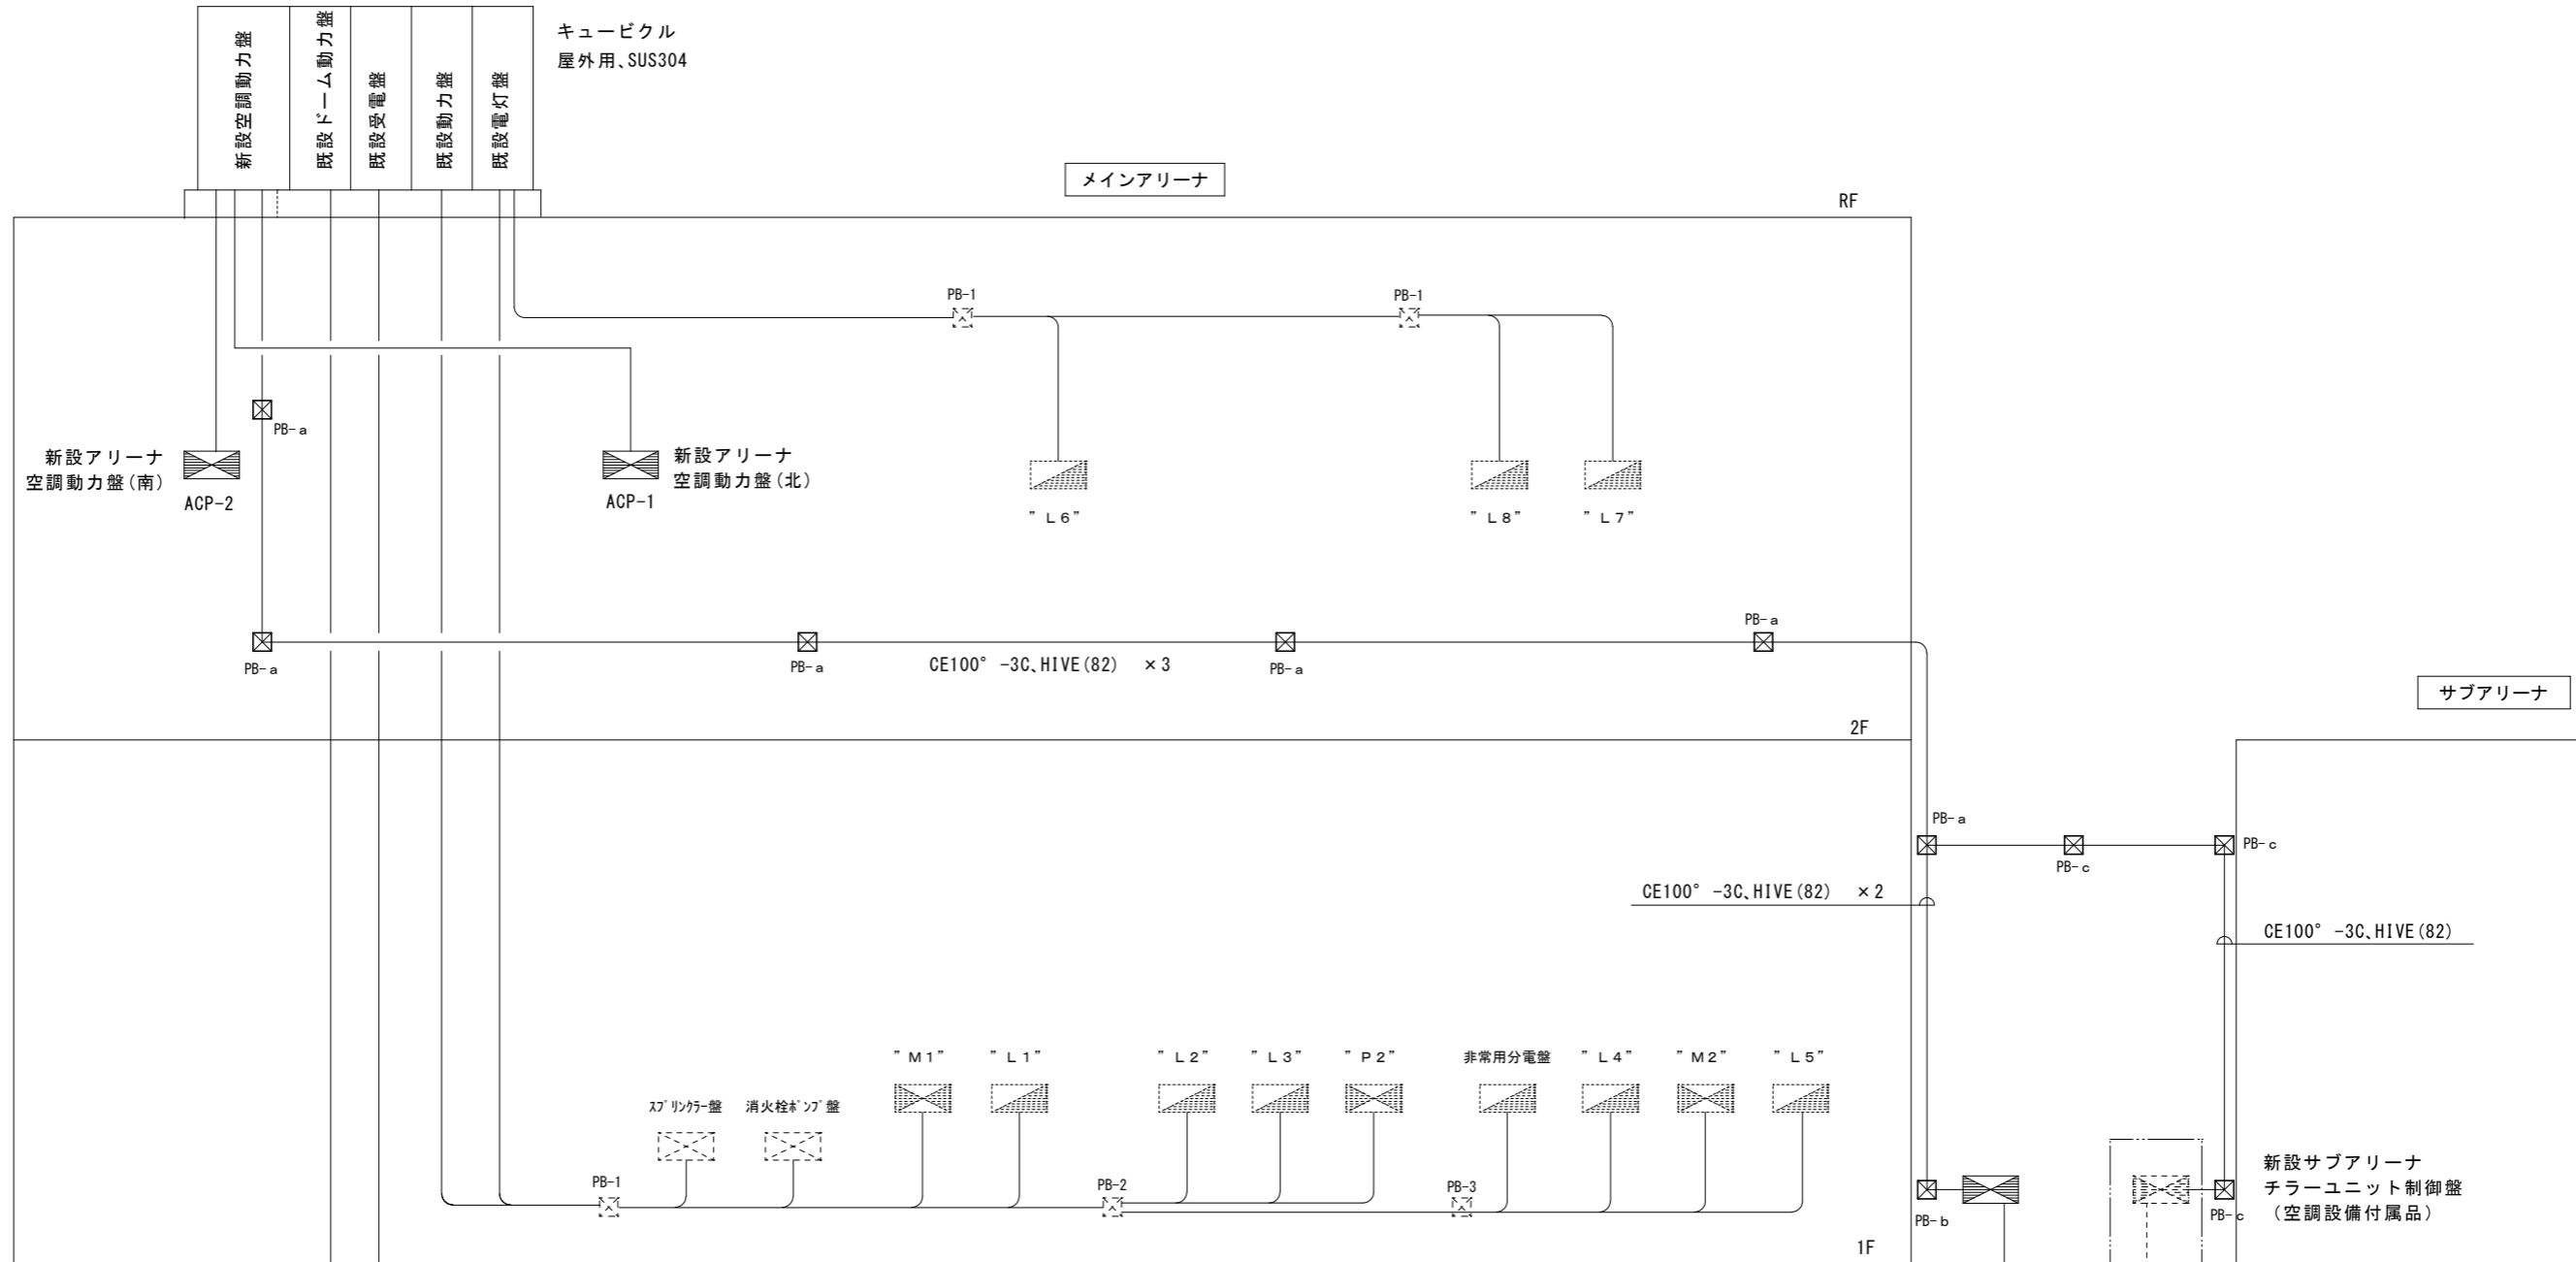 キュービクル
屋外用、SUS304
新設空調動力盤
既設ドーム動力盤
既設受電盤
既設動力盤
既設電灯盤
メインアリーナ
RF
PB-1
PB-1
PB-a
新設アリーナ
空調動力盤(南)
ACP-2
新設アリーナ
空調動力盤(北)
ACP-1
"L6"
"L8"
"L7"
PB-a
PB-a
PB-a
PB-a
CE100°-3C、HIVE(82) ×3
サブアリーナ
2F
PB-a
PB-c
PB-c
CE100°-3C、HIVE(82) ×2
CE100°-3C、HIVE(82)
"M1"
"L1"
"L2"
"L3"
"P2"
非常用分電盤
"L4"
"M2"
"L5"
スプリンクラー盤
消火栓ポンプ盤
PB-1
PB-2
PB-3
PB-b
PB-c
新設サブアリーナ
チラーユニット制御盤
(空調設備付属品)
1F